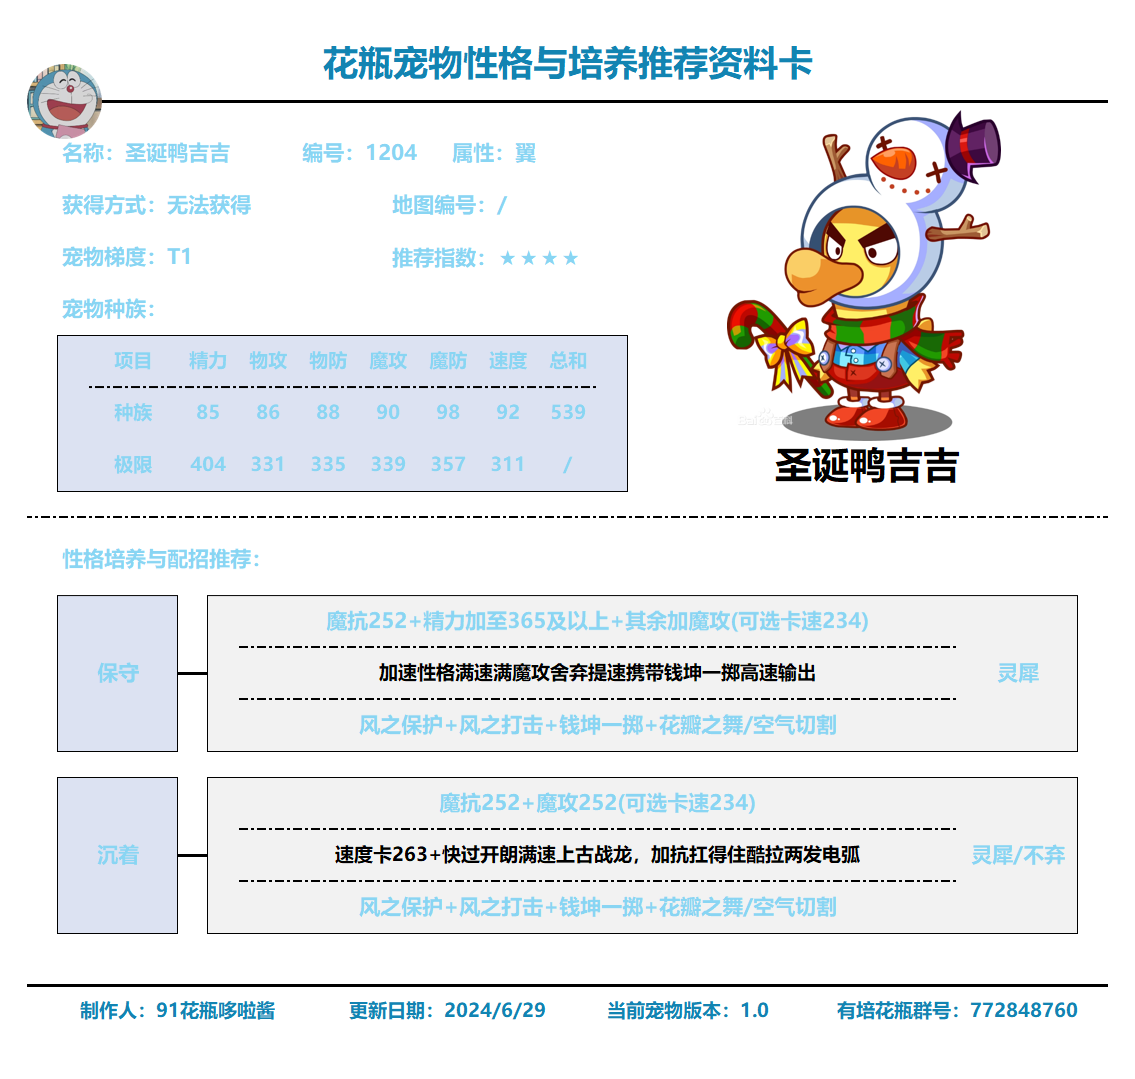 花瓶宠物性格与培养推荐资料卡
名称：圣诞鸭吉吉 编号：1204 属性：翼
获得方式：无法获得 地图编号：/
宠物梯度：T1 推荐指数：★★★★
宠物种族：
项目 精力 物攻 物防 魔攻 魔防 速度 总和
种族 85 86 88 90 98 92 539
极限 404 331 335 339 357 311 /
Baidu百科
圣诞鸭吉吉
性格培养与配招推荐：
保守
魔抗252+精力加至365及以上+其余加魔攻(可选卡速234)
加速性格满速满魔攻舍弃提速携带钱坤一掷高速输出
风之保护+风之打击+钱坤一掷+花瓣之舞/空气切割
灵犀
沉着
魔抗252+魔攻252(可选卡速234)
速度卡263+快过开朗满速上古战龙，加抗扛得住酷拉两发电弧
风之保护+风之打击+钱坤一掷+花瓣之舞/空气切割
灵犀/不弃
制作人：91花瓶哆啦酱 更新日期：2024/6/29 当前宠物版本：1.0 有培花瓶群号：772848760